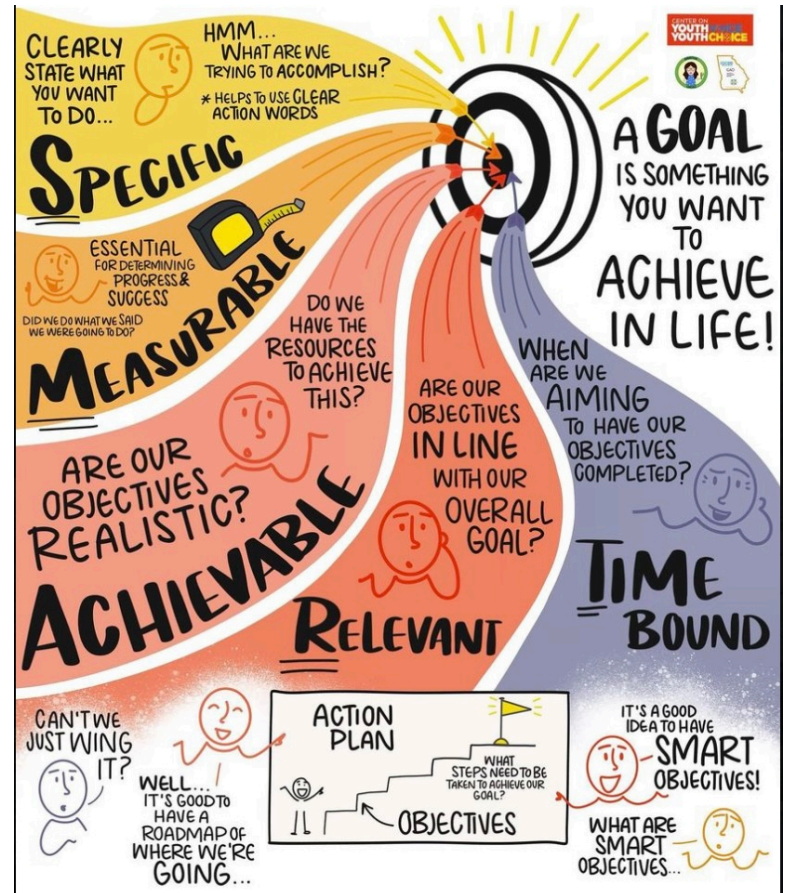 CLEARLY
STATE WHAT
YOU WANT
TO DO...
HMM...
WHAT ARE WE
TRYING TO ACCOMPLISH?
* HELPS TO USE CLEAR
ACTION WORDS
SPECIFIC
CENTER ON
YOUTH VOICE
YOUTH CHOICE
A GOAL
IS SOMETHING
YOU WANT
TO
ACHIEVE
IN LIFE!
ESSENTIAL
FOR DETERMINING
PROGRESS &
SUCCESS
DID WE DO WHAT WE SAID
WE WERE GOING TO DO?
MEASURABLE
DO WE
HAVE THE
RESOURCES
TO ACHIEVE
THIS?
ARE OUR
OBJECTIVES
REALISTIC?
ACHIEVABLE
ARE OUR
OBJECTIVES
IN LINE
WITH OUR
OVERALL
GOAL?
RELEVANT
WHEN
ARE WE
AIMING
TO HAVE OUR
OBJECTIVES
COMPLETED?
TIME
BOUND
CAN'T WE
JUST WING
IT?
WELL...
IT'S GOOD TO
HAVE A
ROADMAP OF
WHERE WE'RE
GOING...
ACTION
PLAN
WHAT
STEPS NEED TO BE
TAKEN TO ACHIEVE OUR
GOAL?
OBJECTIVES
IT'S A GOOD
IDEA TO HAVE
SMART
OBJECTIVES!
WHAT ARE
SMART
OBJECTIVES...